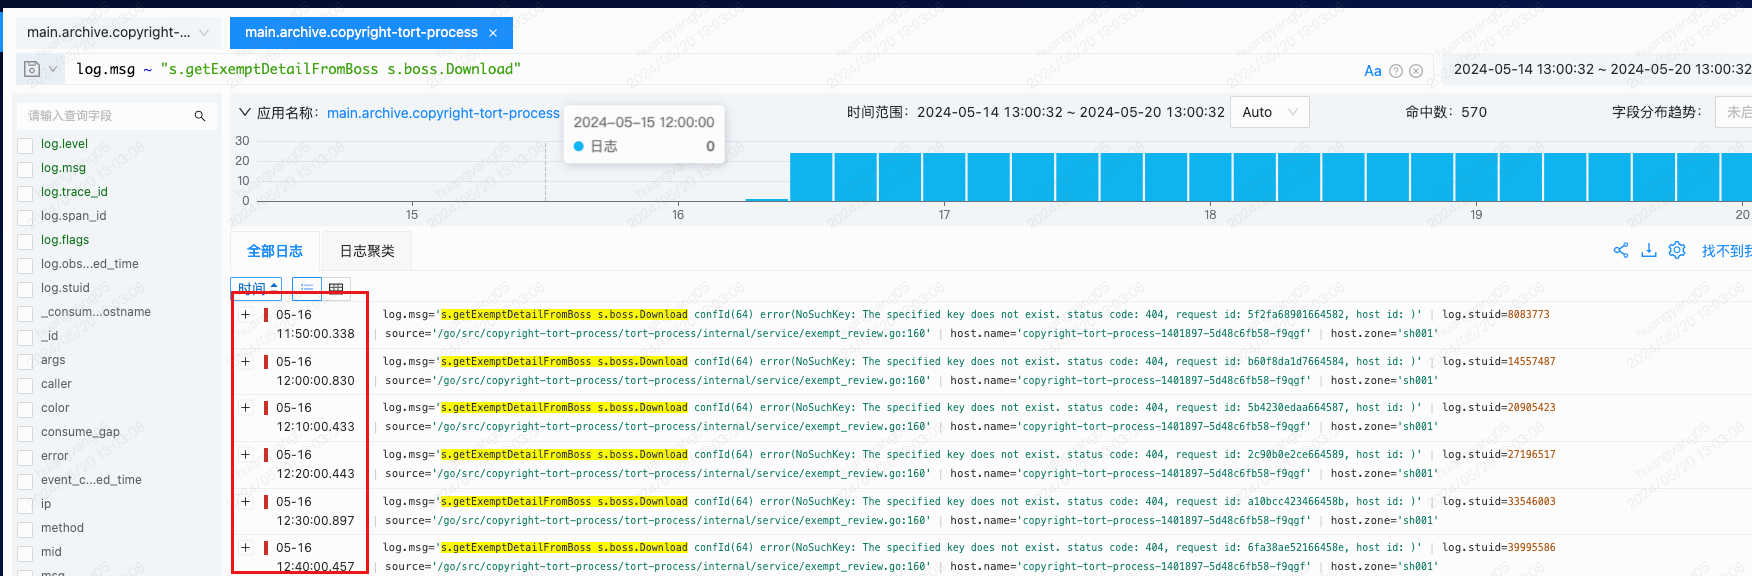 main.archive.copyright-...
main.archive.copyright-tort-process ×
log.msg ~ "s.getExemptDetailFromBoss s.boss.Download"
Aa
2024-05-14 13:00:32 ~ 2024-05-20 13:00:32
请输入查询字段
log.level
log.msg
log.trace_id
log.span_id
log.flags
log.obs...ed_time
log.stuid
_consum...ostname
_id
args
caller
color
consume_gap
error
event_c...ed_time
ip
method
mid
msg
应用名称: main.archive.copyright-tort-process
时间范围: 2024-05-14 13:00:32 ~ 2024-05-20 13:00:32
Auto
命中数: 570
字段分布趋势:
未启
2024-05-15 12:00:00
日志 0
30
20
10
0
15 16 17 18 19 20
全部日志 日志聚类
找不到我
时间
05-16
11:50:00.338
log.msg='s.getExemptDetailFromBoss s.boss.Download confId(64) error(NoSuchKey: The specified key does not exist. status code: 404, request id: 5f2fa68901664582, host id: )' | log.stuid=8083773
| source='/go/src/copyright-tort-process/tort-process/internal/service/exempt_review.go:160' | host.name='copyright-tort-process-1401897-5d48c6fb58-f9qgf' | host.zone='sh001'
05-16
12:00:00.830
log.msg='s.getExemptDetailFromBoss s.boss.Download confId(64) error(NoSuchKey: The specified key does not exist. status code: 404, request id: b60f8da1d7664584, host id: )' | log.stuid=14557487
| source='/go/src/copyright-tort-process/tort-process/internal/service/exempt_review.go:160' | host.name='copyright-tort-process-1401897-5d48c6fb58-f9qgf' | host.zone='sh001'
05-16
12:10:00.433
log.msg='s.getExemptDetailFromBoss s.boss.Download confId(64) error(NoSuchKey: The specified key does not exist. status code: 404, request id: 5b4230edaa664587, host id: )' | log.stuid=20905423
| source='/go/src/copyright-tort-process/tort-process/internal/service/exempt_review.go:160' | host.name='copyright-tort-process-1401897-5d48c6fb58-f9qgf' | host.zone='sh001'
05-16
12:20:00.443
log.msg='s.getExemptDetailFromBoss s.boss.Download confId(64) error(NoSuchKey: The specified key does not exist. status code: 404, request id: 2c90b0e2ce664589, host id: )' | log.stuid=27196517
| source='/go/src/copyright-tort-process/tort-process/internal/service/exempt_review.go:160' | host.name='copyright-tort-process-1401897-5d48c6fb58-f9qgf' | host.zone='sh001'
05-16
12:30:00.897
log.msg='s.getExemptDetailFromBoss s.boss.Download confId(64) error(NoSuchKey: The specified key does not exist. status code: 404, request id: a10bcc423466458b, host id: )' | log.stuid=33546003
| source='/go/src/copyright-tort-process/tort-process/internal/service/exempt_review.go:160' | host.name='copyright-tort-process-1401897-5d48c6fb58-f9qgf' | host.zone='sh001'
05-16
12:40:00.457
log.msg='s.getExemptDetailFromBoss s.boss.Download confId(64) error(NoSuchKey: The specified key does not exist. status code: 404, request id: 6fa38ae52166458e, host id: )' | log.stuid=39995586
| source='/go/src/copyright-tort-process/tort-process/internal/service/exempt_review.go:160' | host.name='copyright-tort-process-1401897-5d48c6fb58-f9qgf' | host.zone='sh001'
huangyang05
2024/05/20 13:03:08